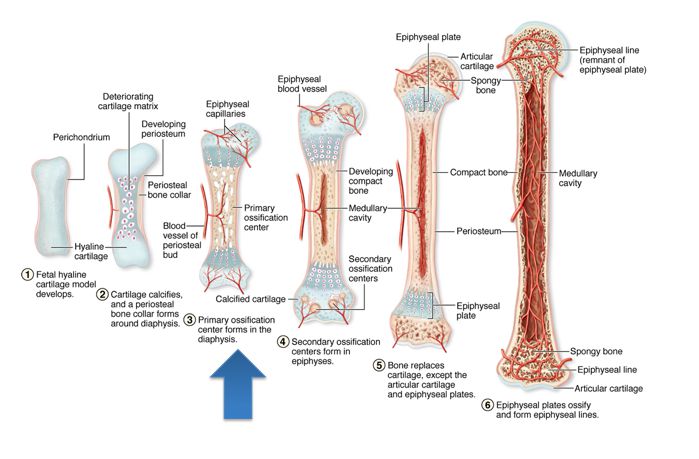 Perichondrium
Hyaline
cartilage
1 Fetal hyaline
cartilage model
develops.
Deteriorating
cartilage matrix
Developing
periosteum
Periosteal
bone collar
2 Cartilage calcifies,
and a periosteal
bone collar forms
around diaphysis.
Epiphyseal
capillaries
Primary
ossification
center
Blood
vessel of
periosteal
bud
3 Primary ossification
center forms in the
diaphysis.
Epiphyseal
blood vessel
Developing
compact
bone
Medullary
cavity
Secondary
ossification
centers
Calcified cartilage
4 Secondary ossification
centers form in
epiphyses.
Epiphyseal plate
Articular
cartilage
Spongy
bone
Compact bone
Periosteum
Epiphyseal
plate
5 Bone replaces
cartilage, except the
articular cartilage
and epiphyseal plates.
Epiphyseal line
(remnant of
epiphyseal plate)
Medullary
cavity
Spongy bone
Epiphyseal line
Articular cartilage
6 Epiphyseal plates ossify
and form epiphyseal lines.